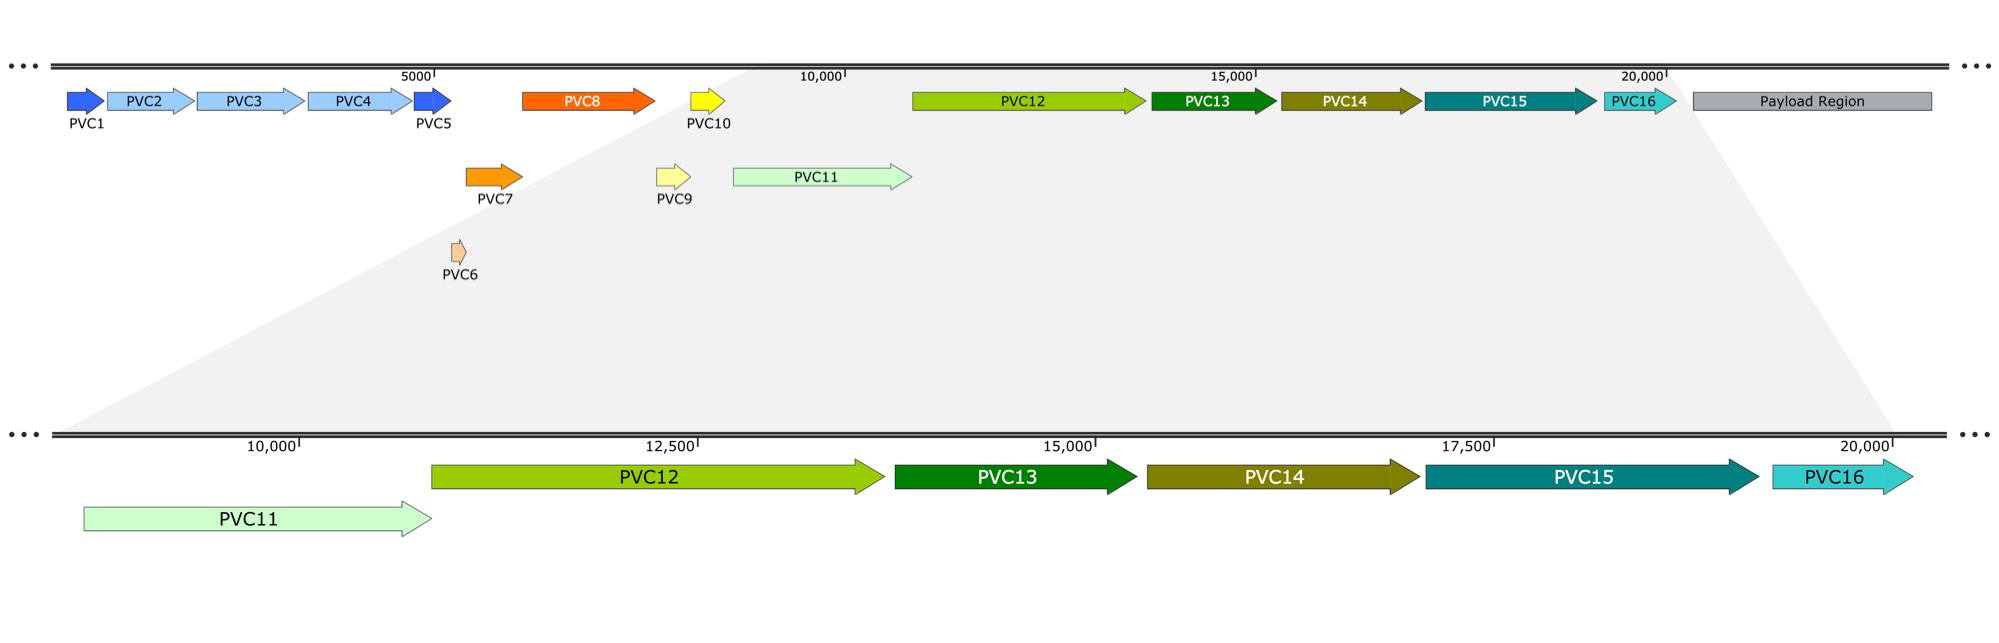 5000 10,000 15,000 20,000
PVC2 PVC3 PVC4 PVC8 PVC12 PVC13 PVC14 PVC15 PVC16 Payload Region
PVC1 PVC5 PVC10
PVC11
PVC7 PVC9
PVC6
10,000 12,500 15,000 17,500 20,000
PVC12 PVC13 PVC14 PVC15 PVC16
PVC11